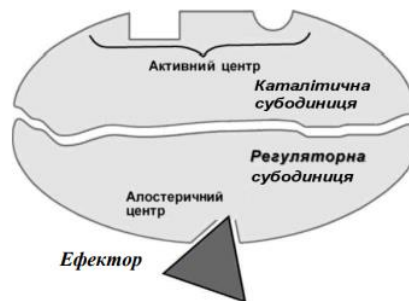 Активний центр
Каталітична
субодиниця
Регуляторна
субодиниця
Алостеричний
центр
Ефектор